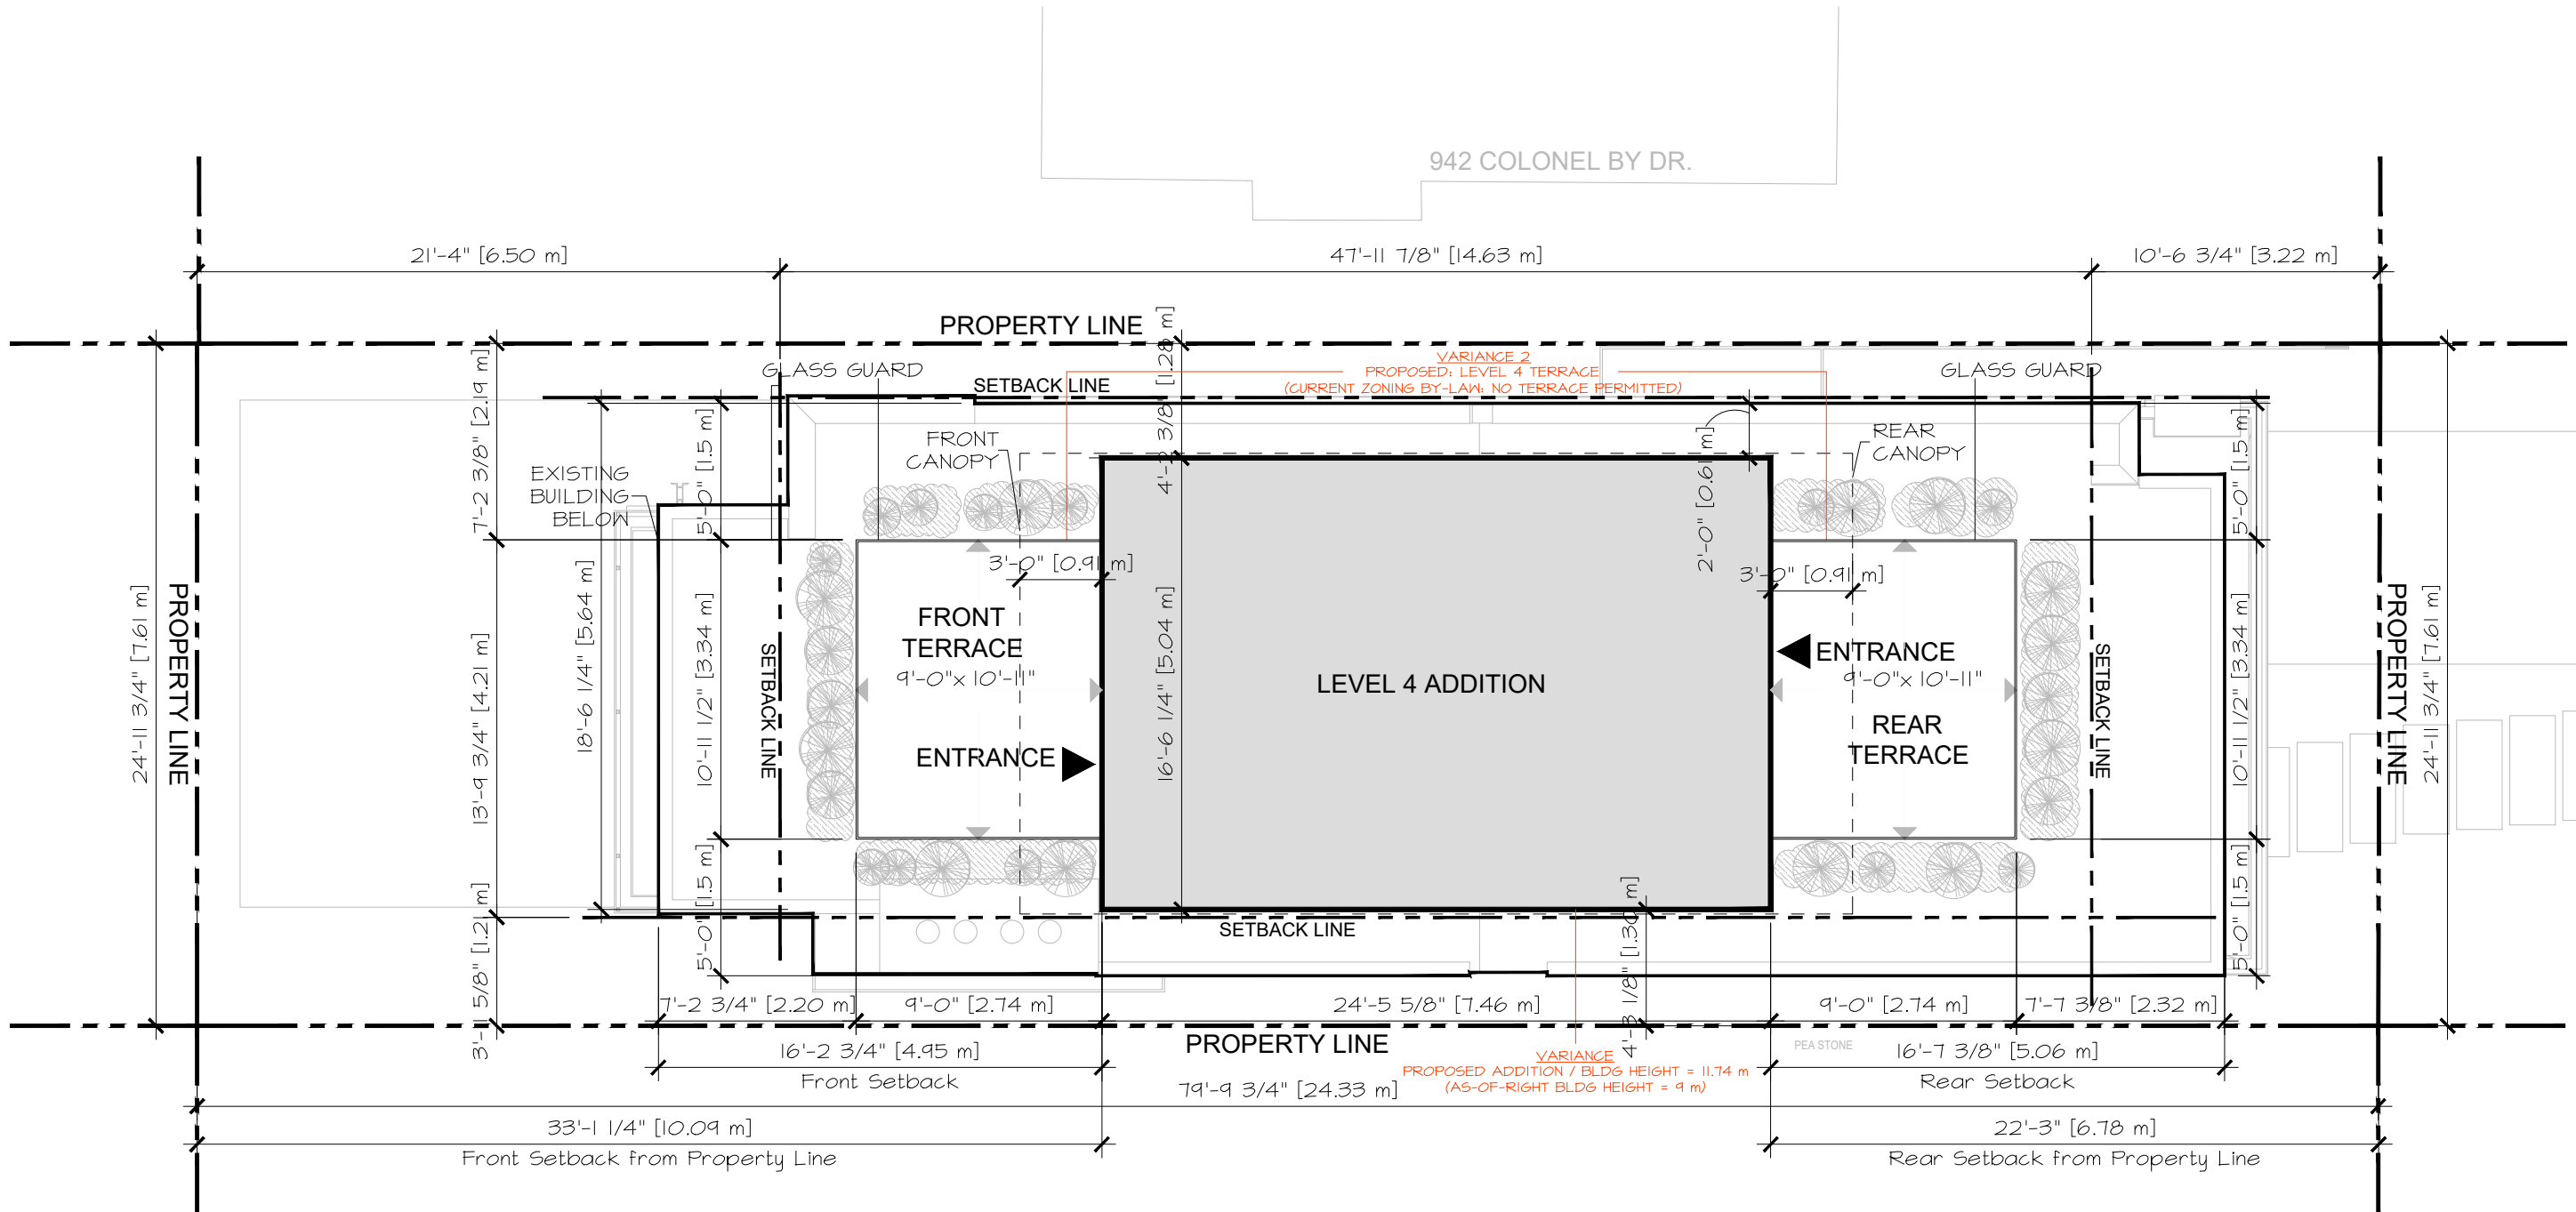 942 COLONEL BY DR.
21'-4" [6.50 m]
47'-11 7/8" [14.63 m]
10'-6 3/4" [3.22 m]
PROPERTY LINE
4'-2 3/8" [1.28 m]
VARIANCE 2
PROPOSED: LEVEL 4 TERRACE
(CURRENT ZONING BY-LAW: NO TERRACE PERMITTED)
GLASS GUARD
SETBACK LINE
GLASS GUARD
7'-2 3/8" [2.19 m]
5'-0" [1.5 m]
FRONT
CANOPY
REAR
CANOPY
2'-0" [0.61 m]
5'-0" [1.5 m]
EXISTING
BUILDING
BELOW
3'-0" [0.91 m]
3'-0" [0.91 m]
24'-11 3/4" [7.61 m]
PROPERTY LINE
13'-9 3/4" [4.21 m]
18'-6 1/4" [5.64 m]
10'-11 1/2" [3.34 m]
SETBACK LINE
FRONT
TERRACE
9'-0"x 10'-11"
ENTRANCE
16'-6 1/4" [5.04 m]
LEVEL 4 ADDITION
ENTRANCE
9'-0"x 10'-11"
REAR
TERRACE
SETBACK LINE
10'-11 1/2" [3.34 m]
PROPERTY LINE
24'-11 3/4" [7.61 m]
3'-11 5/8" [1.21 m]
5'-0" [1.5 m]
SETBACK LINE
4'-3 1/8" [1.30 m]
5'-0" [1.5 m]
7'-2 3/4" [2.20 m]
9'-0" [2.74 m]
24'-5 5/8" [7.46 m]
9'-0" [2.74 m]
7'-7 3/8" [2.32 m]
PROPERTY LINE
PEA STONE
16'-2 3/4" [4.95 m]
Front Setback
VARIANCE
PROPOSED ADDITION / BLDG HEIGHT = 11.74 m
(AS-OF-RIGHT BLDG HEIGHT = 9 m)
16'-7 3/8" [5.06 m]
Rear Setback
79'-9 3/4" [24.33 m]
33'-1 1/4" [10.09 m]
Front Setback from Property Line
22'-3" [6.78 m]
Rear Setback from Property Line